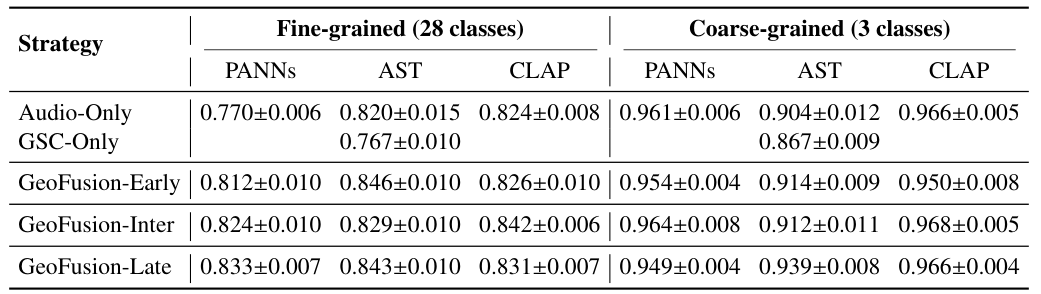 Strategy Fine-grained (28 classes) Coarse-grained (3 classes)
PANNs AST CLAP PANNs AST CLAP
Audio-Only 0.770±0.006 0.820±0.015 0.824±0.008 0.961±0.006 0.904±0.012 0.966±0.005
GSC-Only 0.767±0.010 0.867±0.009
GeoFusion-Early 0.812±0.010 0.846±0.010 0.826±0.010 0.954±0.004 0.914±0.009 0.950±0.008
GeoFusion-Inter 0.824±0.010 0.829±0.010 0.842±0.006 0.964±0.008 0.912±0.011 0.968±0.005
GeoFusion-Late 0.833±0.007 0.843±0.010 0.831±0.007 0.949±0.004 0.939±0.008 0.966±0.004